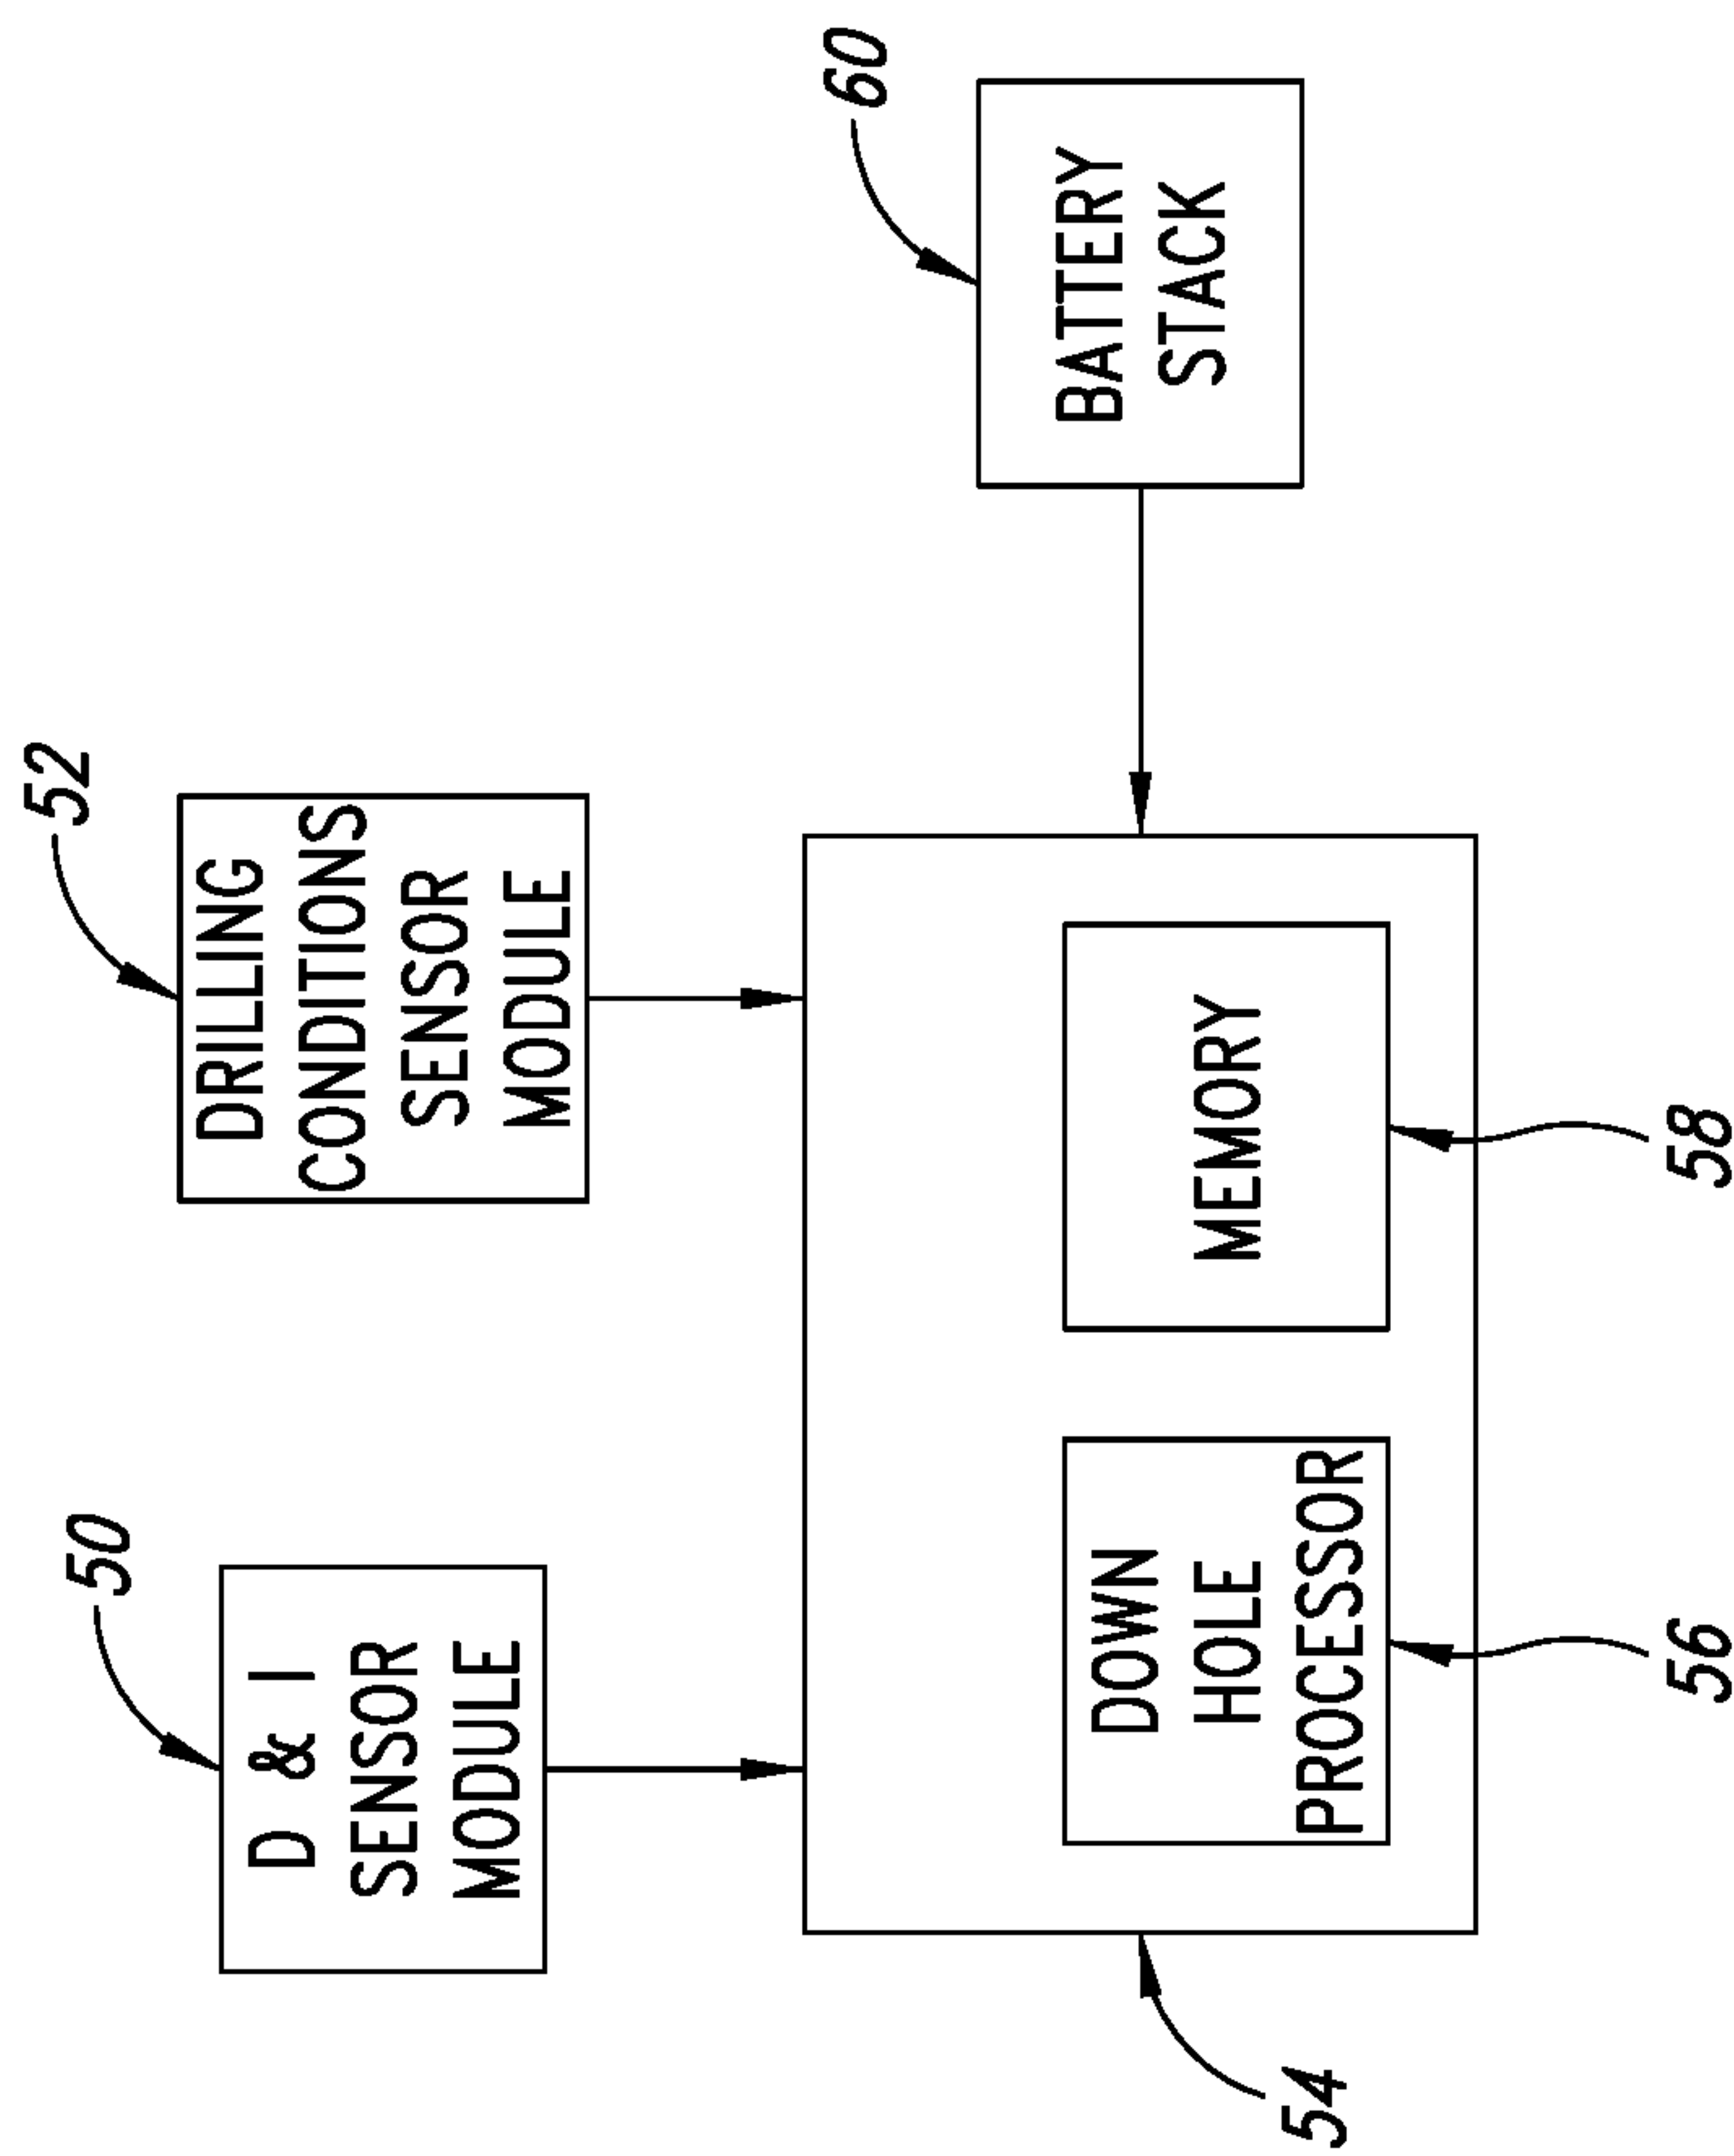 50
D & I
SENSOR
MODULE
52
DRILLING
CONDITIONS
SENSOR
MODULE
54
DOWN
HOLE
PROCESSOR
56
MEMORY
58
60
BATTERY
STACK